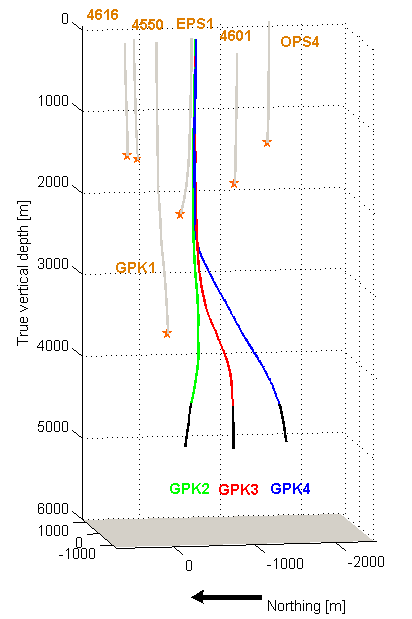 EPS1
4616
4550
4601
OPS4
0
1000
2000
3000
4000
5000
6000
True vertical depth [m]
GPK1
GPK2 GPK3 GPK4
1000
0
-1000
0
-1000
-2000
Northing [m]